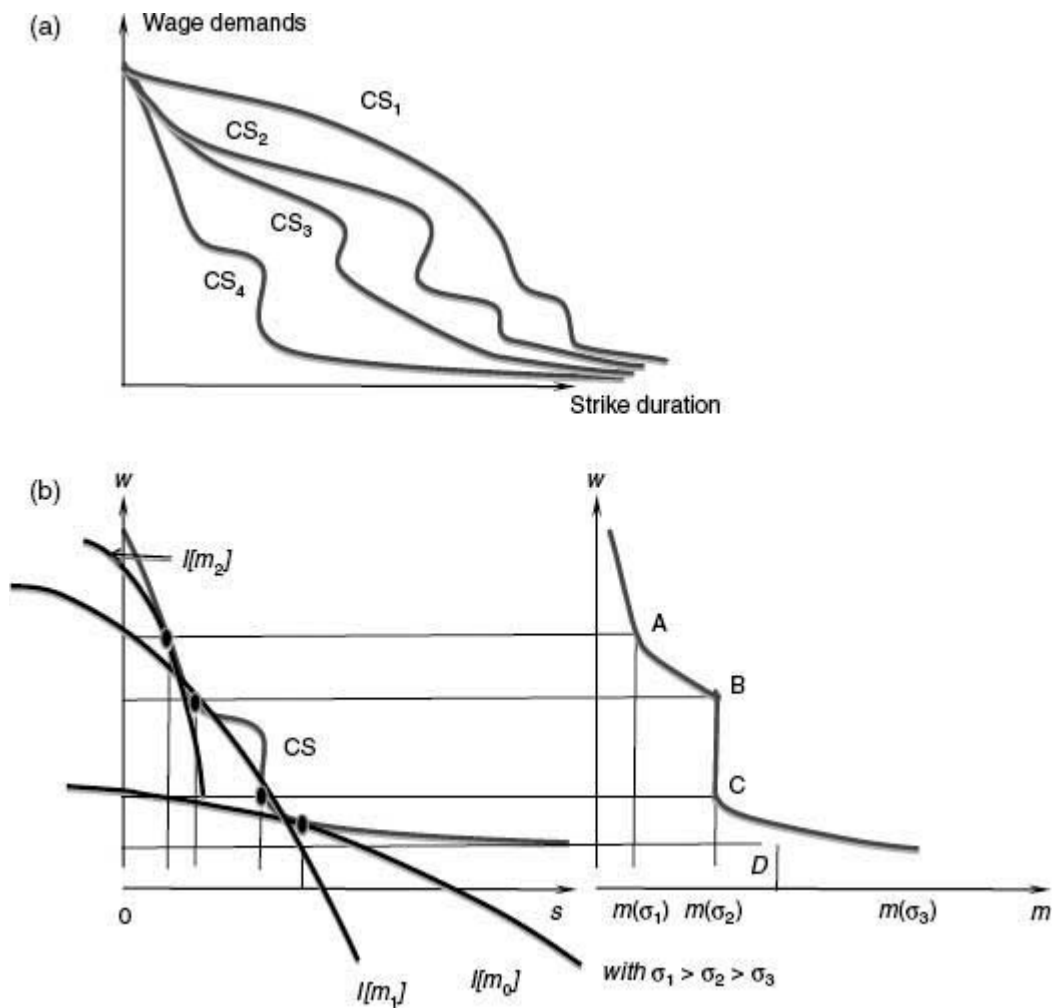 (a)
Wage demands
CS₁
CS₂
CS₃
CS₄
Strike duration
(b)
w
w
I[m₂]
A
B
CS
C
D
0
s
m(σ₁)
m(σ₂)
m(σ₃)
m
I[m₁]
I[m₀]
with σ₁ > σ₂ > σ₃